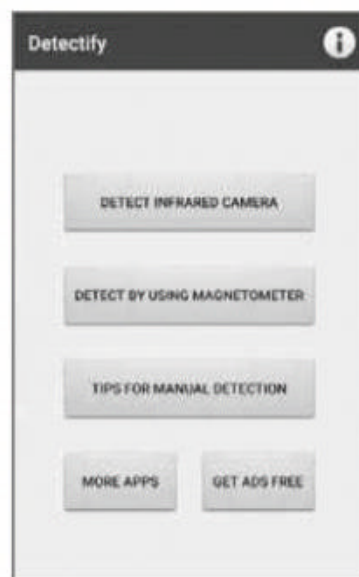 Detectify
DETECT INFRARED CAMERA
DETECT BY USING MAGNETOMETER
TIPS FOR MANUAL DETECTION
MORE APPS
GET ADS FREE